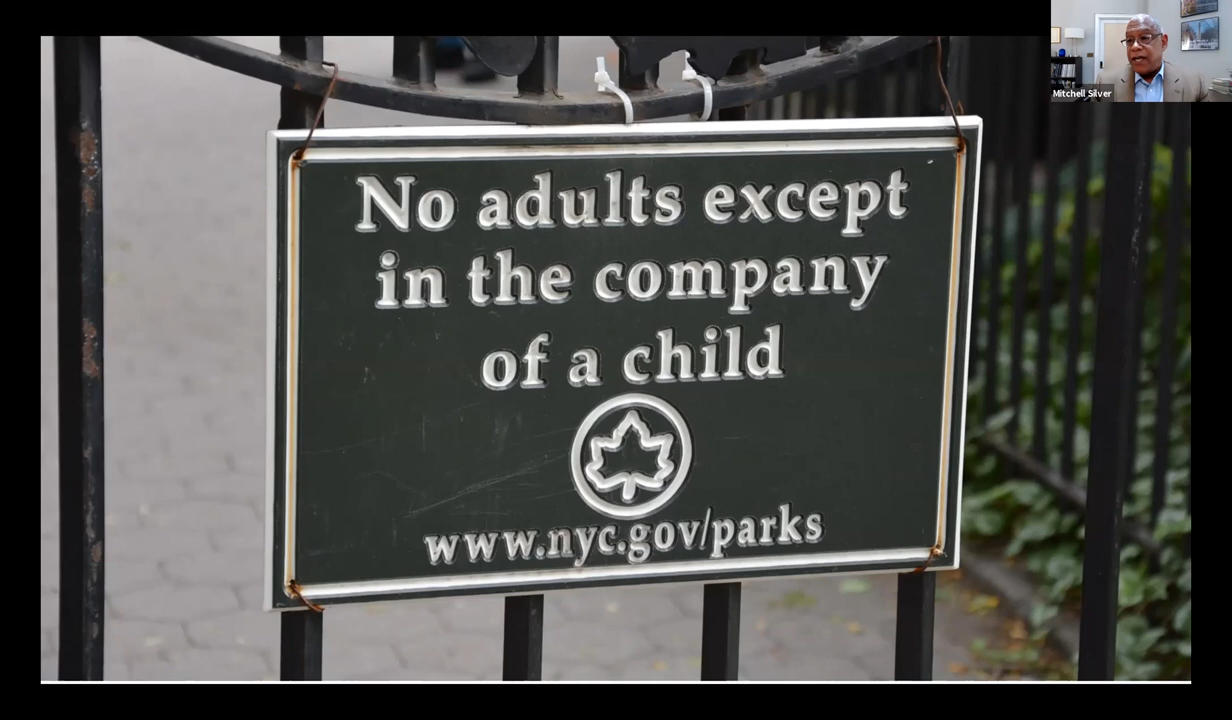 Mitchell Silver
No adults except
in the company
of a child
www.nyc.gov/parks